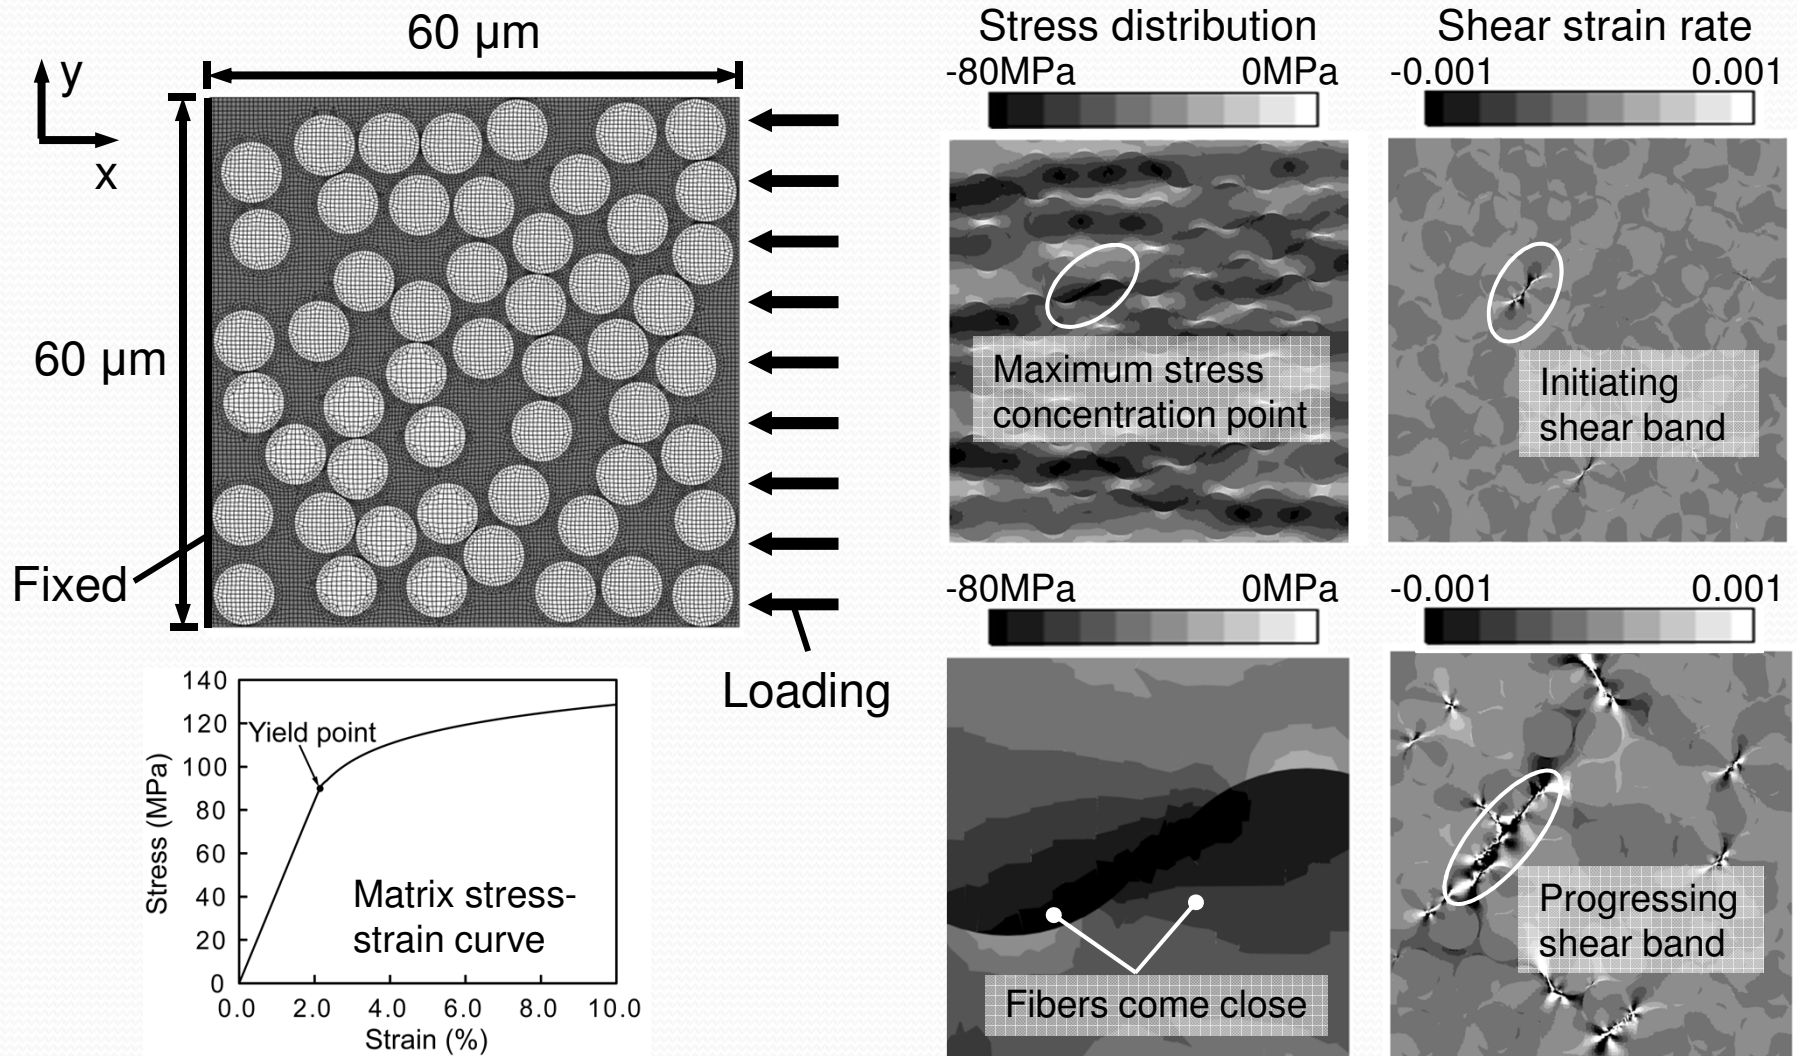 60 µm
y
x
60 µm
Fixed
Loading
140
120
100
80
60
40
20
0
Stress (MPa)
Yield point
Matrix stress-
strain curve
0.0 2.0 4.0 6.0 8.0 10.0
Strain (%)
Stress distribution
-80MPa 0MPa
Maximum stress
concentration point
Shear strain rate
-0.001 0.001
Initiating
shear band
-80MPa 0MPa
Fibers come close
-0.001 0.001
Progressing
shear band